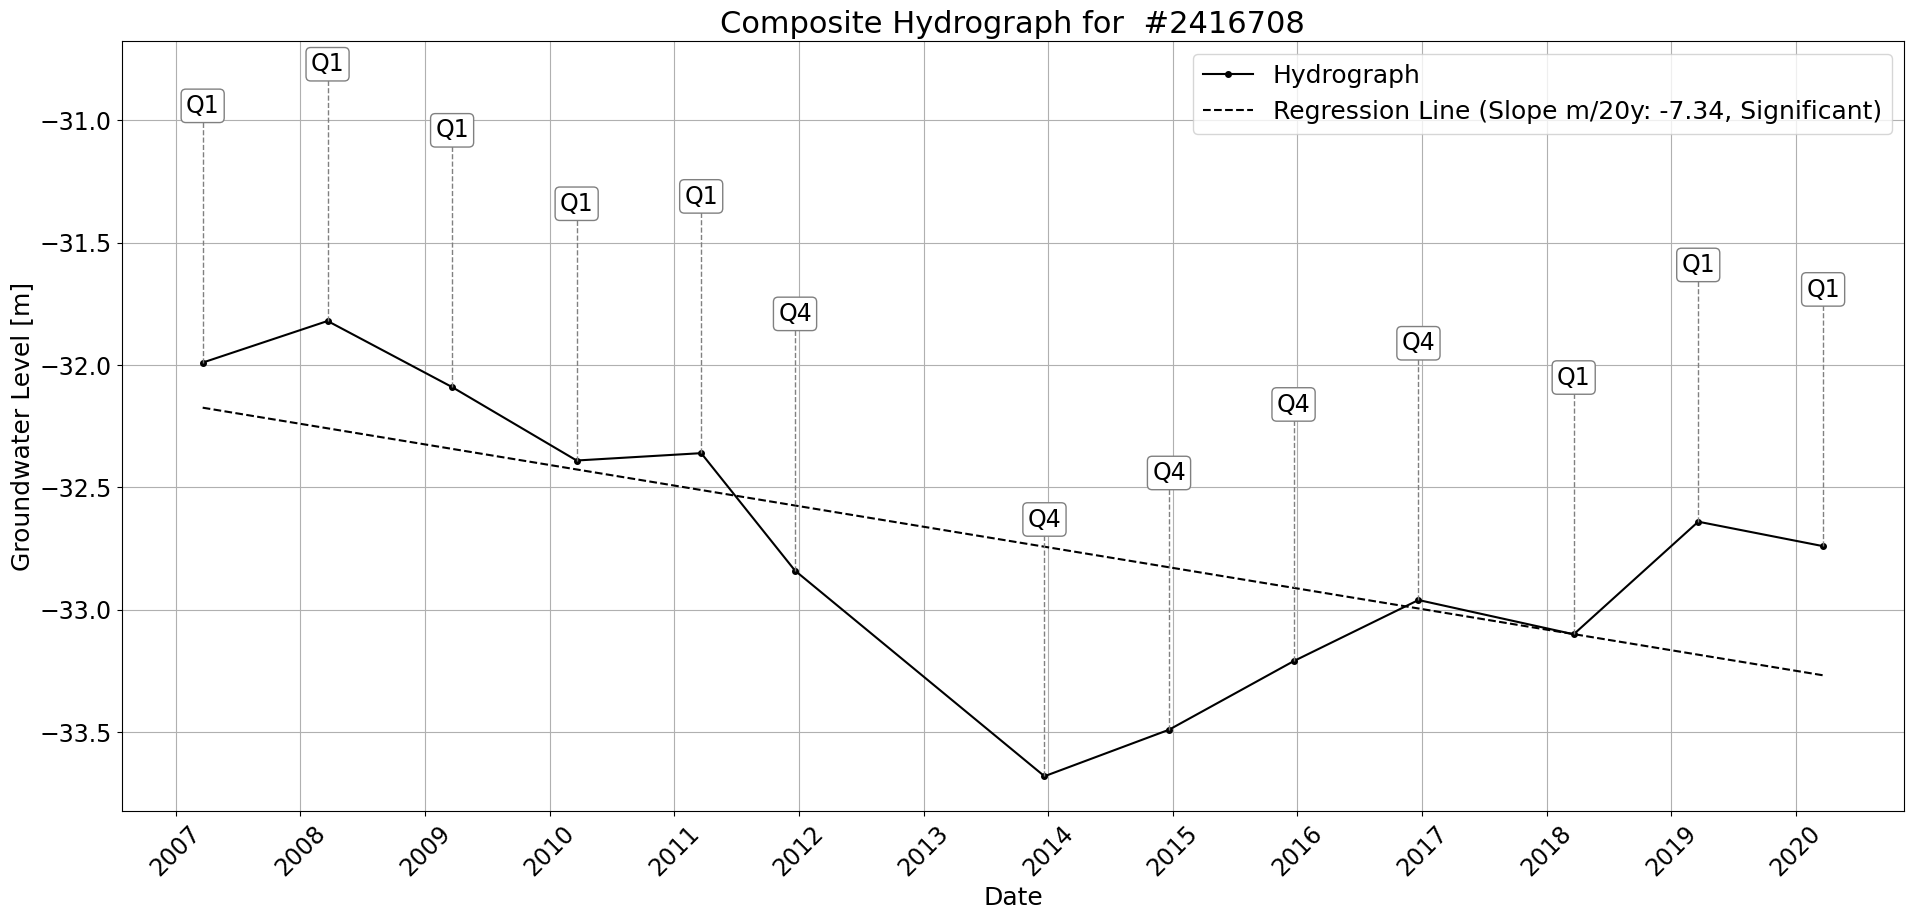 Composite Hydrograph for  #2416708
Hydrograph
Regression Line (Slope m/20y: -7.34, Significant)
Q1
Q1
Q1
Q1
Q1
Q4
Q4
Q4
Q4
Q4
Q1
Q1
Q1
Groundwater Level [m]
−31.0
−31.5
−32.0
−32.5
−33.0
−33.5
2007
2008
2009
2010
2011
2012
2013
2014
2015
2016
2017
2018
2019
2020
Date